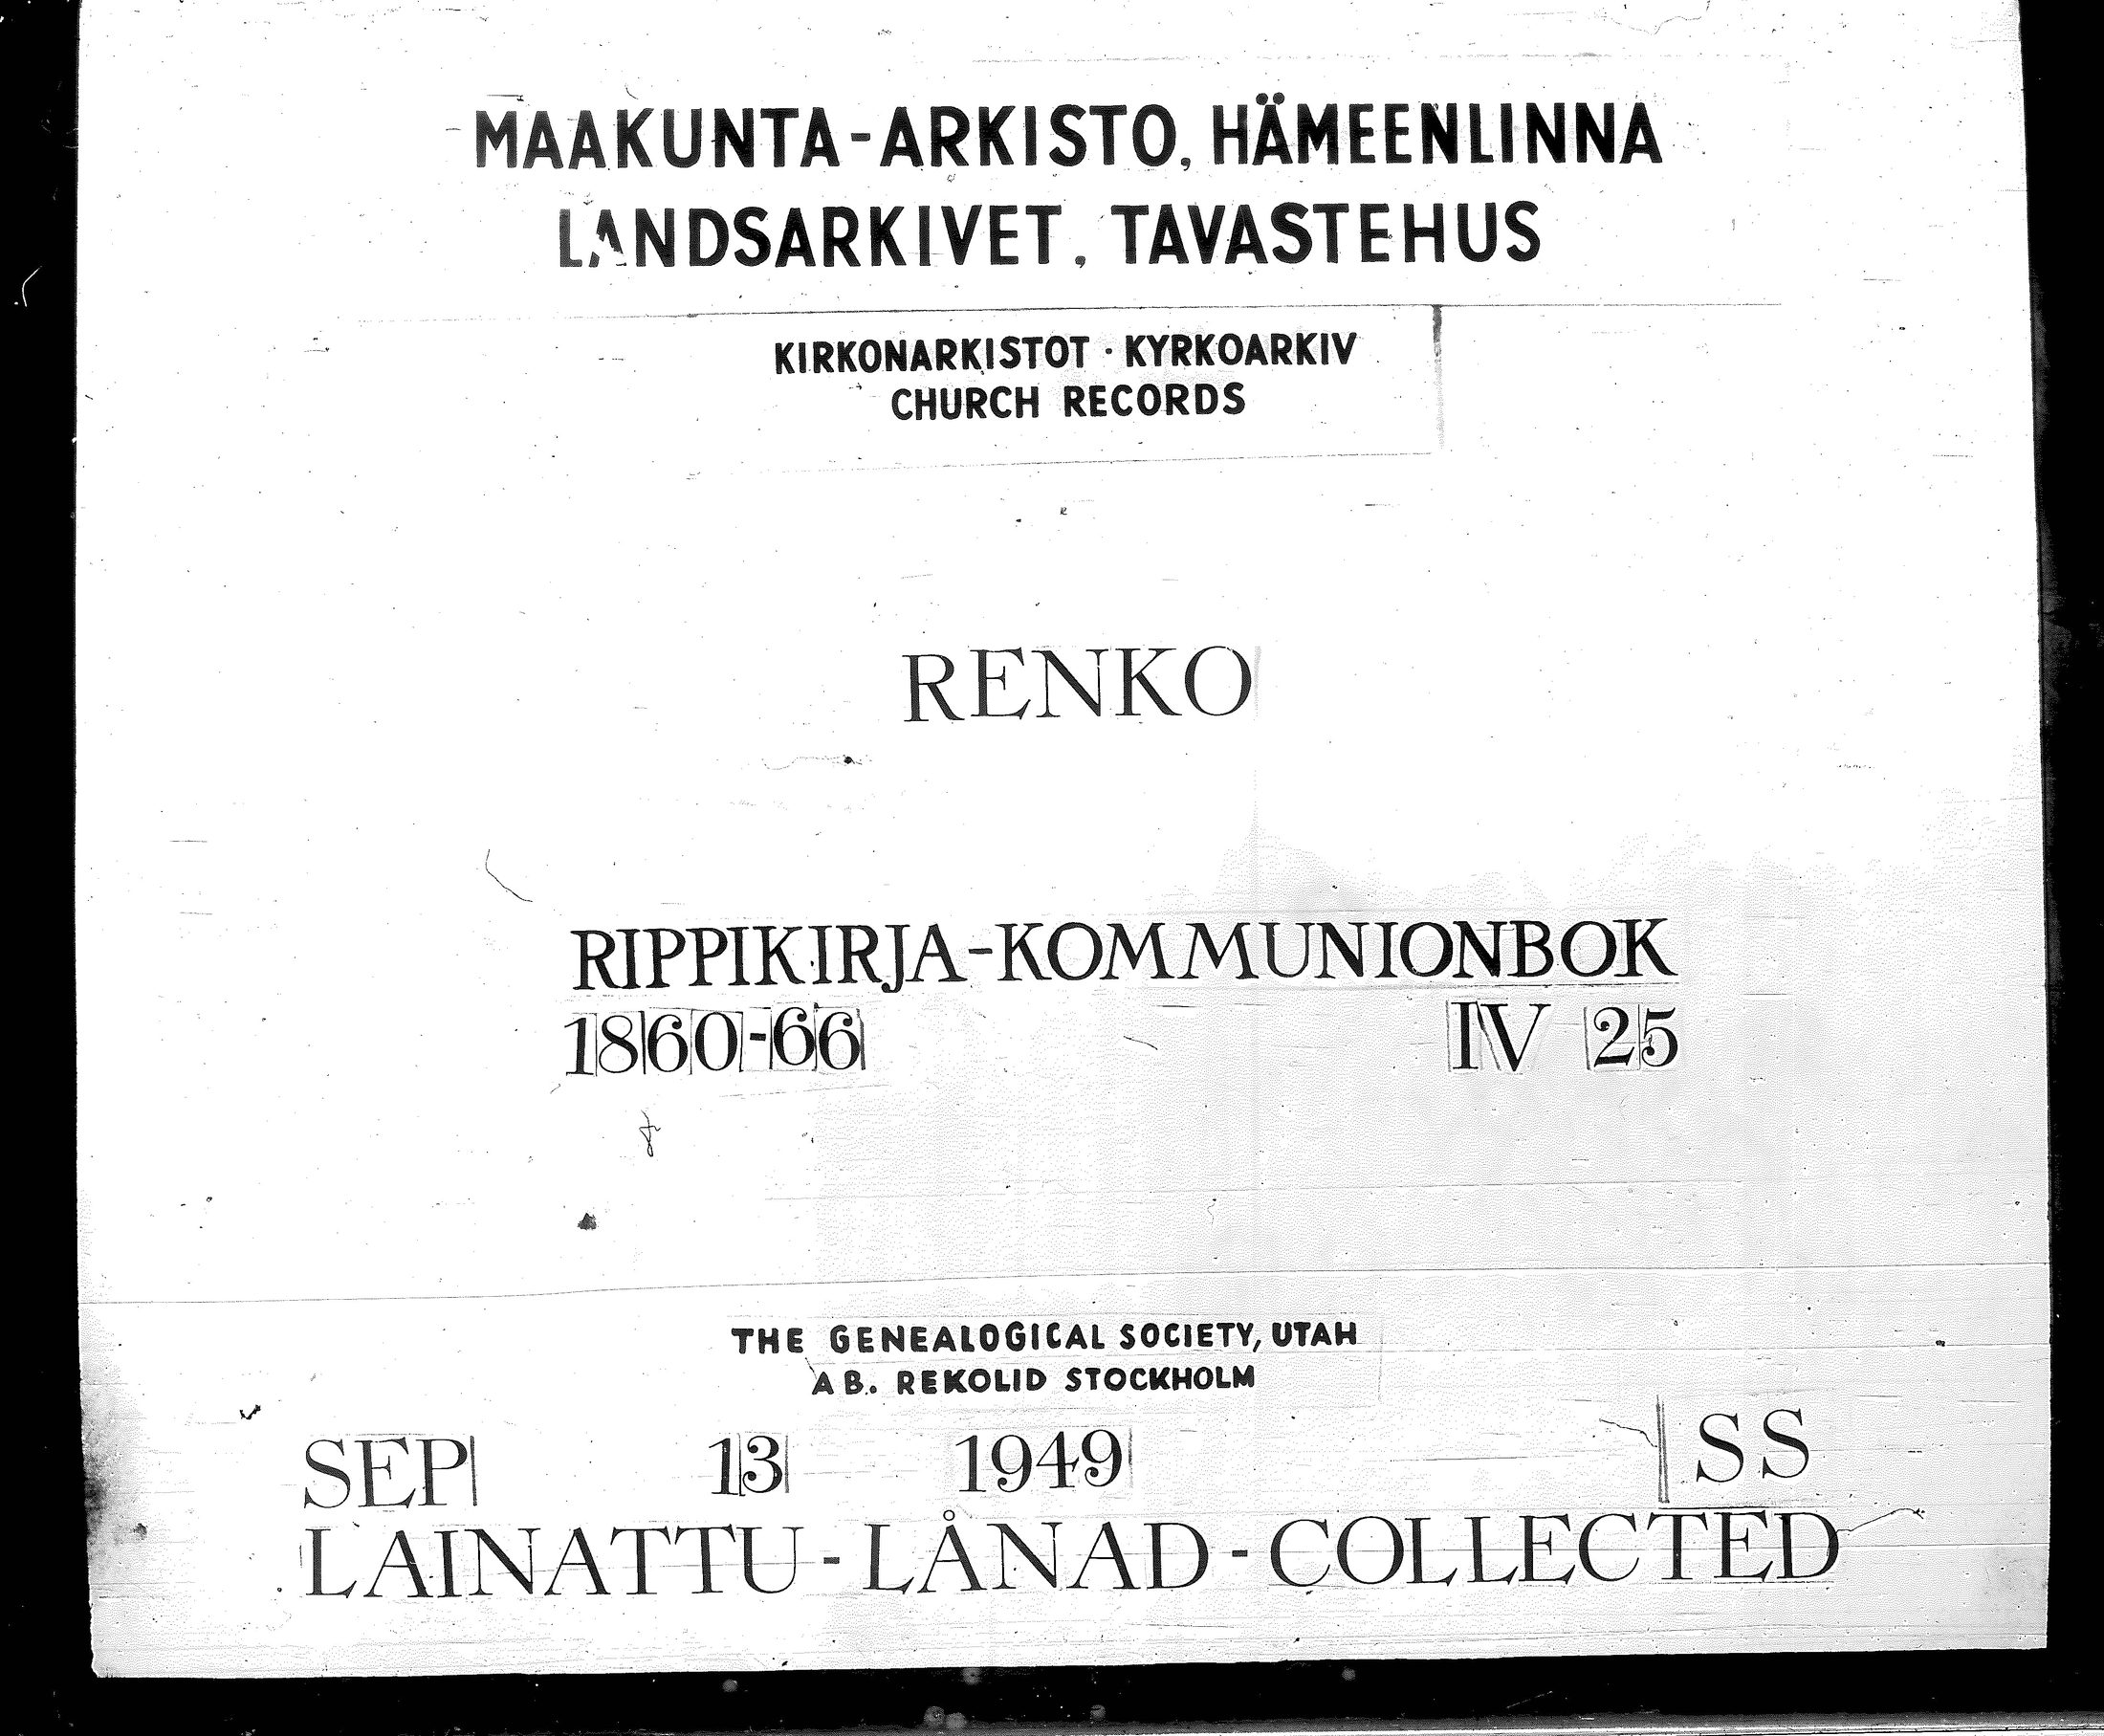 MAAKUNTA-ARKISTO, HÄMEENLINNA
LANDSARKIVET, TAVASTEHUS
KIRKONARKISTOT · KYRKOARKIV
CHURCH RECORDS
RENKO
RIPPIKIRJA-KOMMUNIONBOK
1860-66 IV 25
THE GENEALOGICAL SOCIETY, UTAH
AB. REKOLID STOCKHOLM
SEP 13 1949 SS
LAINATTU-LÅNAD-COLLECTED